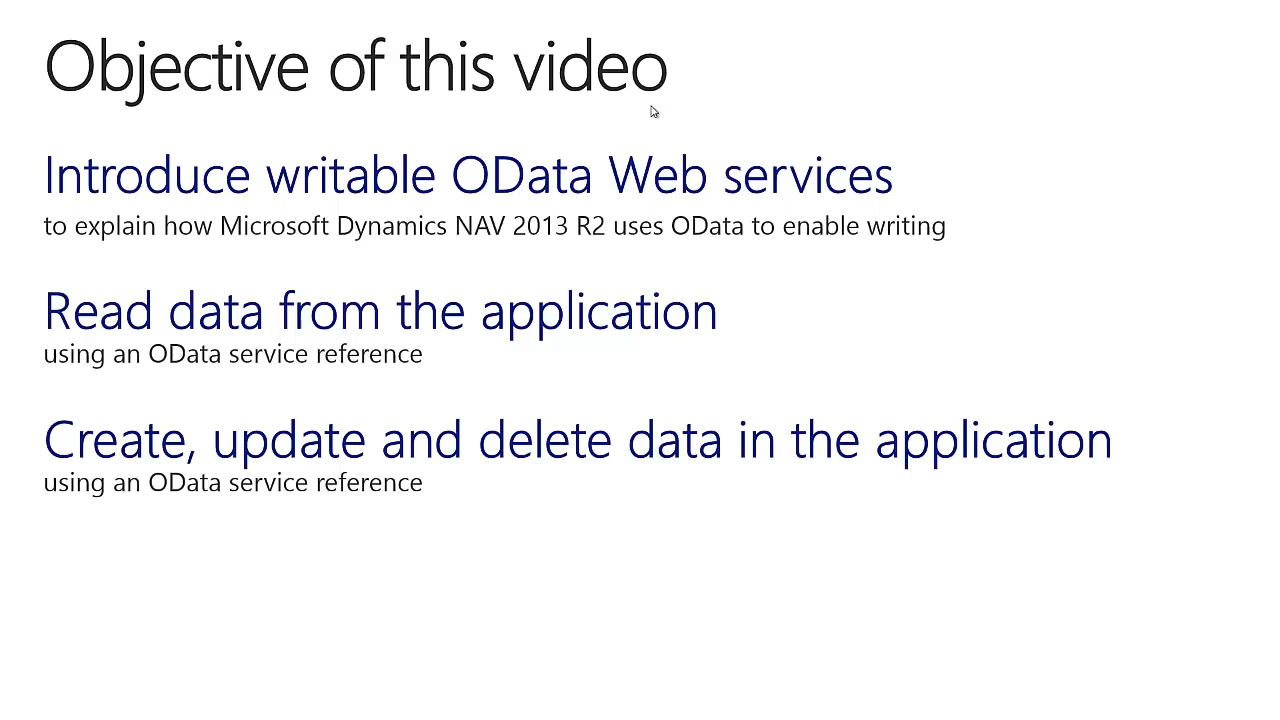 Objective of this video
Introduce writable OData Web services
to explain how Microsoft Dynamics NAV 2013 R2 uses OData to enable writing
Read data from the application
using an OData service reference
Create, update and delete data in the application
using an OData service reference